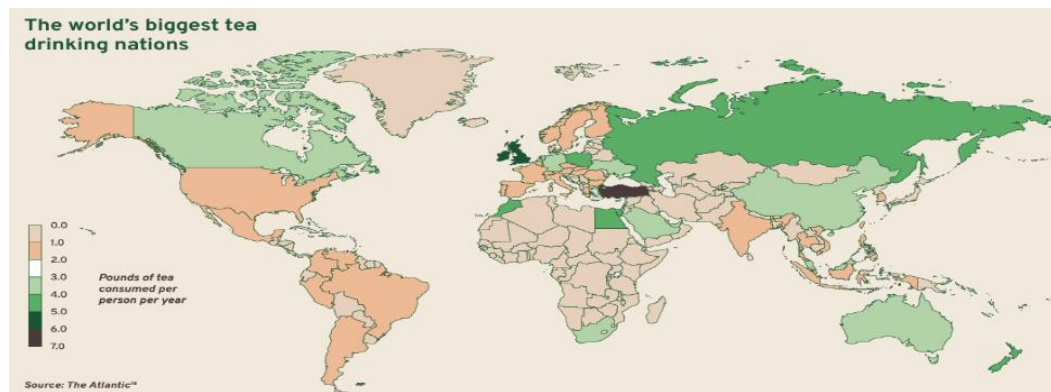 The world's biggest tea
drinking nations
0.0
1.0
2.0
3.0
4.0
5.0
6.0
7.0
Pounds of tea
consumed per
person per year
Source: The Atlantic™